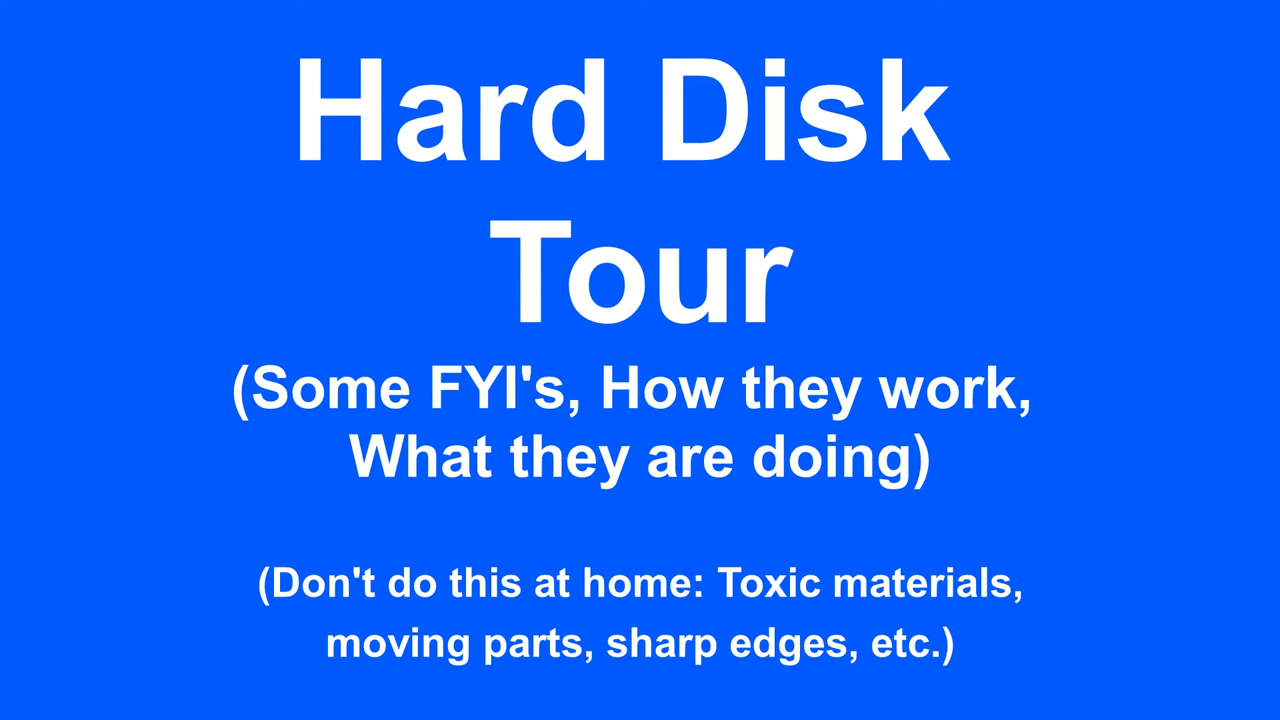 Hard Disk
Tour
(Some FYI's, How they work,
What they are doing)
(Don't do this at home: Toxic materials,
moving parts, sharp edges, etc.)